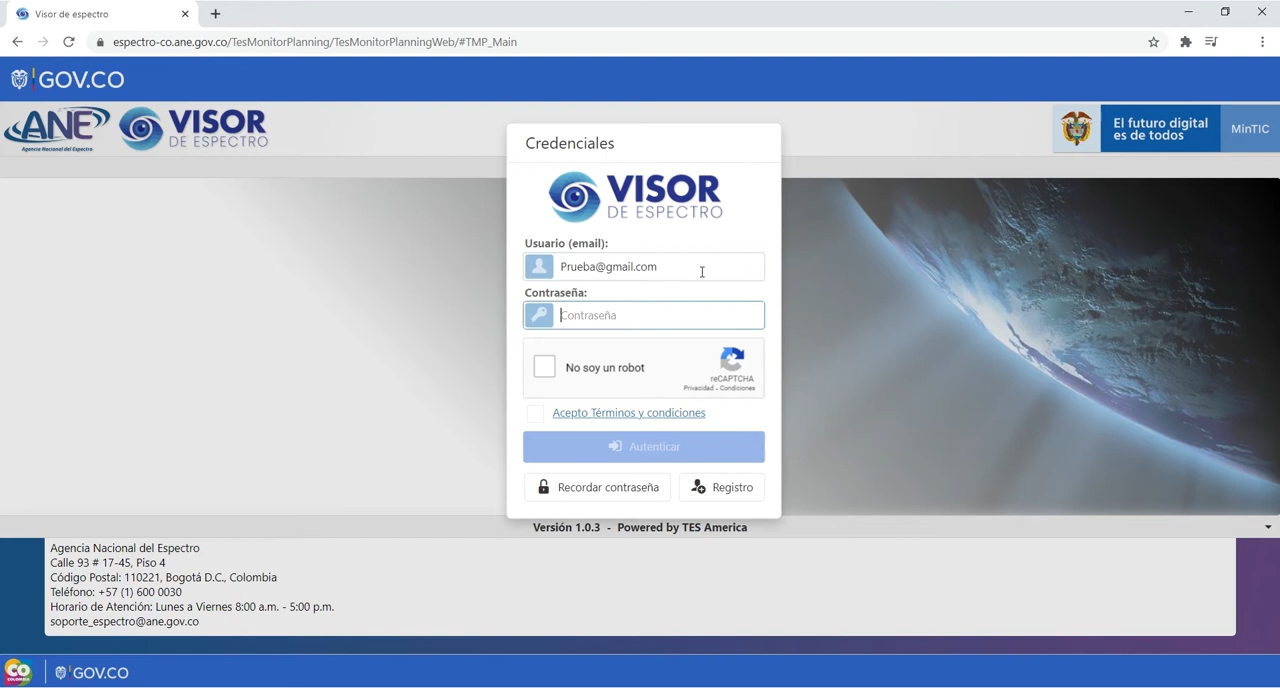 Visor de espectro
espectro-co.ane.gov.co/TesMonitorPlanning/TesMonitorPlanningWeb/#TMP_Main
GOV.CO
ANE
Agencia Nacional del Espectro
VISOR
DE ESPECTRO
El futuro digital
es de todos
MinTIC
Credenciales
VISOR
DE ESPECTRO
Usuario (email):
Prueba@gmail.com
Contraseña:
Contraseña
No soy un robot
reCAPTCHA
Privacidad - Condiciones
Acepto Términos y condiciones
Autenticar
Recordar contraseña
Registro
Versión 1.0.3 - Powered by TES America
Agencia Nacional del Espectro
Calle 93 # 17-45, Piso 4
Código Postal: 110221, Bogotá D.C., Colombia
Teléfono: +57 (1) 600 0030
Horario de Atención: Lunes a Viernes 8:00 a.m. - 5:00 p.m.
soporte_espectro@ane.gov.co
CO
COLOMBIA
GOV.CO